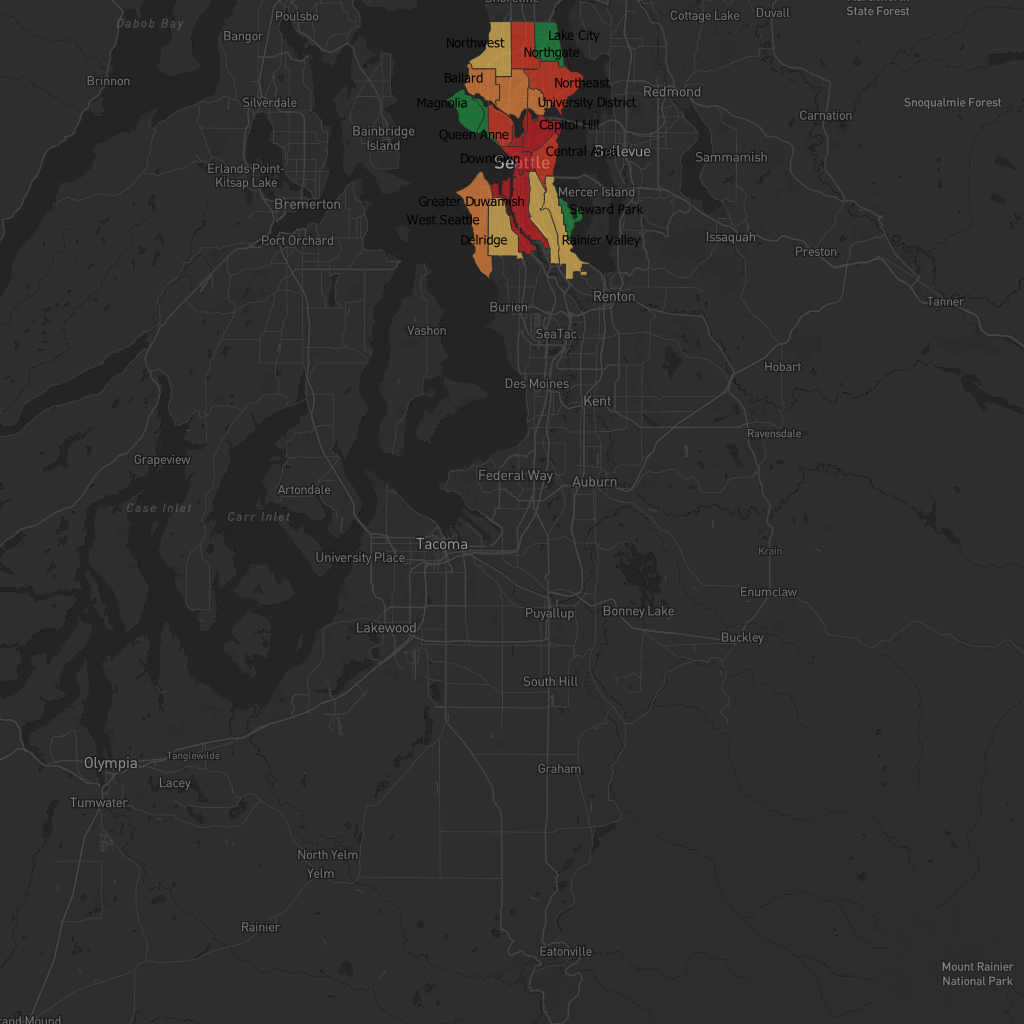 Shoreline
Poulsbo
Dabob Bay
Bangor
Cottage Lake
Duvall
State Forest
Northwest
Lake City
Northgate
Brinnon
Ballard
Northeast
Silverdale
Magnolia
University District
Redmond
Snoqualmie Forest
Carnation
Bainbridge
Island
Queen Anne
Capitol Hill
Downtown
Seattle
Central Area
Bellevue
Sammamish
Erlands Point-
Kitsap Lake
Mercer Island
Bremerton
Greater Duwamish
Seward Park
West Seattle
Port Orchard
Delridge
Rainier Valley
Issaquah
Preston
Burien
Renton
Tanner
Vashon
SeaTac
Hobart
Des Moines
Kent
Ravensdale
Grapeview
Federal Way
Auburn
Artondale
Case Inlet
Carr Inlet
Tacoma
University Place
Krain
Enumclaw
Puyallup
Bonney Lake
Lakewood
Buckley
South Hill
Olympia
Tanglewilde
Lacey
Graham
Tumwater
North Yelm
Yelm
Rainier
Eatonville
Mount Rainier
National Park
Grand Mound